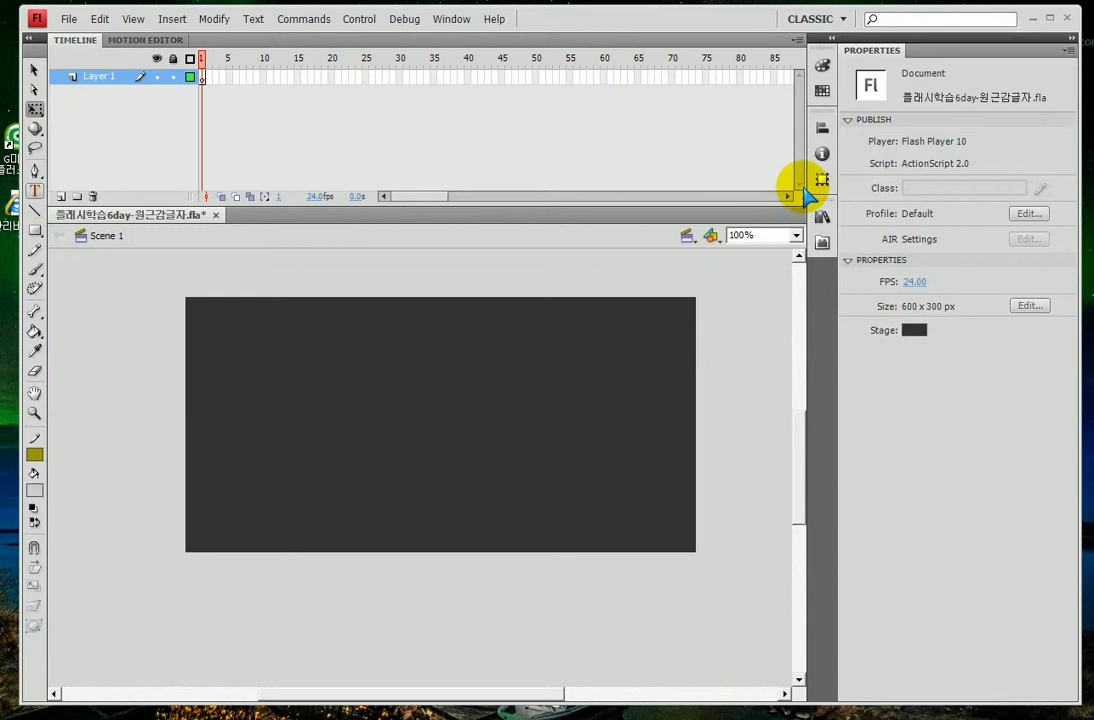 Fl File Edit View Insert Modify Text Commands Control Debug Window Help CLASSIC
TIMELINE MOTION EDITOR
1 5 10 15 20 25 30 35 40 45 50 55 60 65 70 75 80 85
Layer 1
1 24.0fps 0.0s
플래시학습6day-원근감글자.fla*
Scene 1 100%
PROPERTIES
Fl
Document
플래시학습6day-원근감글자.fla
PUBLISH
Player: Flash Player 10
Script: ActionScript 2.0
Class:
Profile: Default Edit...
AIR Settings Edit...
PROPERTIES
FPS: 24.00
Size: 600 x 300 px Edit...
Stage:
T